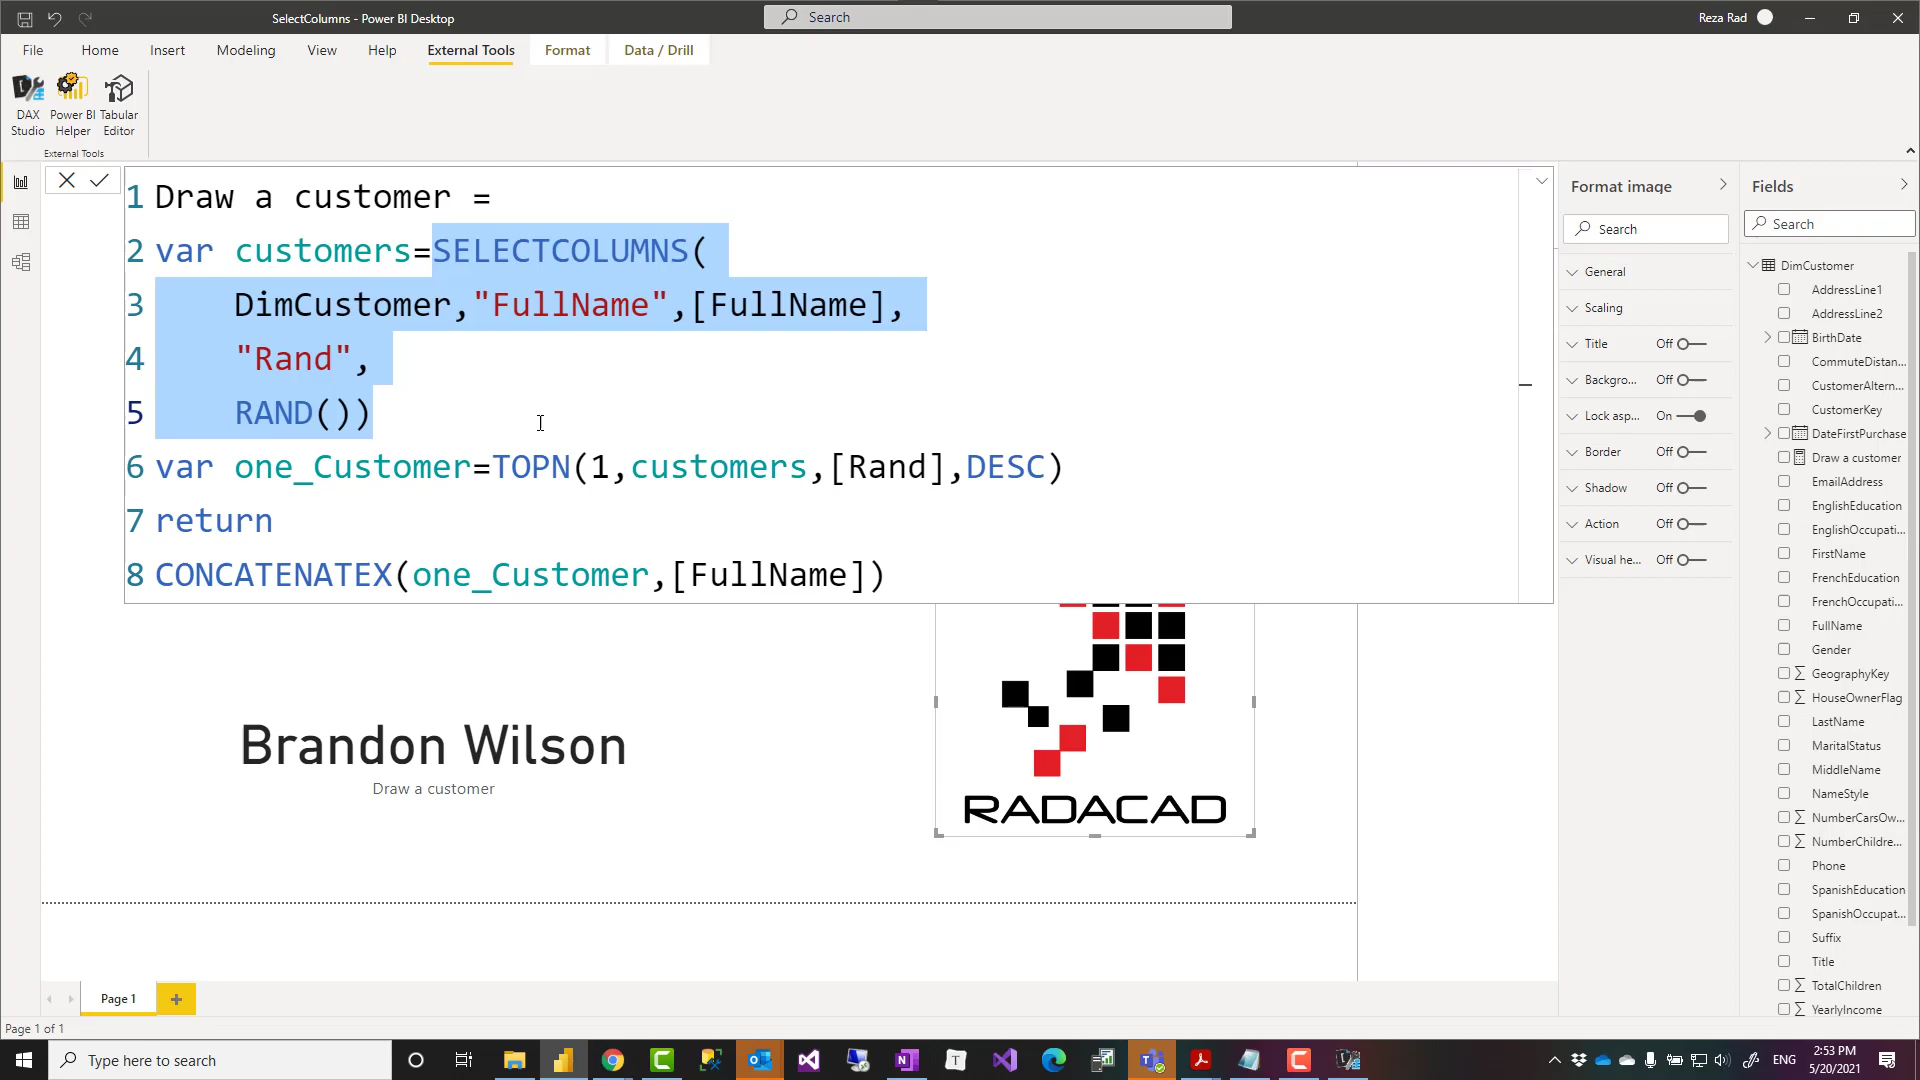 SelectColumns - Power BI Desktop
Search
Reza Rad
File Home Insert Modeling View Help External Tools Format Data / Drill
DAX Studio
Power BI Helper
Tabular Editor
External Tools
1 Draw a customer =
2 var customers=SELECTCOLUMNS(
3 DimCustomer,"FullName",[FullName],
4 "Rand",
5 RAND())
6 var one_Customer=TOPN(1,customers,[Rand],DESC)
7 return
8 CONCATENATEX(one_Customer,[FullName])
Brandon Wilson
Draw a customer
RADACAD
Format image
Search
General
Scaling
Title Off
Backgro... Off
Lock asp... On
Border Off
Shadow Off
Action Off
Visual he... Off
Fields
Search
DimCustomer
AddressLine1
AddressLine2
BirthDate
CommuteDistan...
CustomerAltern...
CustomerKey
DateFirstPurchase
Draw a customer
EmailAddress
EnglishEducation
EnglishOccupati...
FirstName
FrenchEducation
FrenchOccupati...
FullName
Gender
GeographyKey
HouseOwnerFlag
LastName
MaritalStatus
MiddleName
NameStyle
NumberCarsOw...
NumberChildre...
Phone
SpanishEducation
SpanishOccupat...
Suffix
Title
TotalChildren
YearlyIncome
Page 1
Page 1 of 1
Type here to search
ENG
2:53 PM
5/20/2021